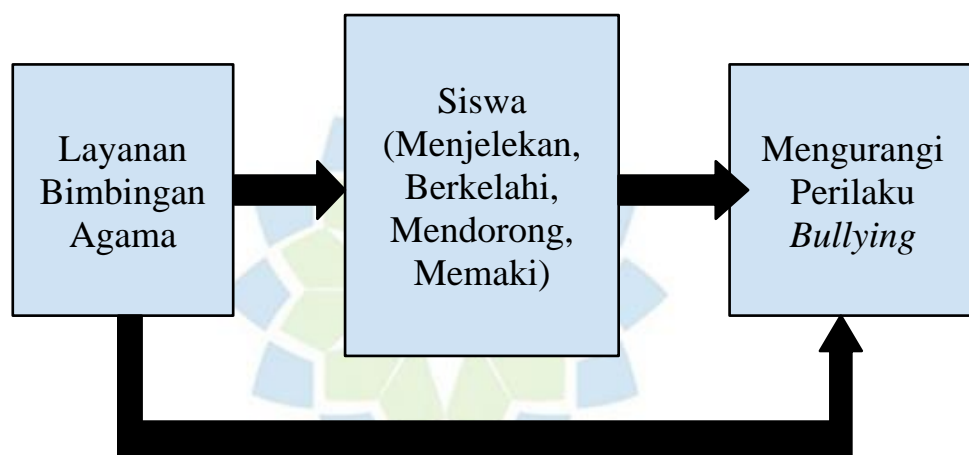 Layanan
Bimbingan
Agama
Siswa
(Menjelekan,
Berkelahi,
Mendorong,
Memaki)
Mengurangi
Perilaku
Bullying